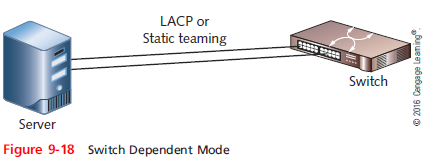 LACP or
Static teaming
Switch
Server
© 2016 Cengage Learning®.
Figure 9-18 Switch Dependent Mode